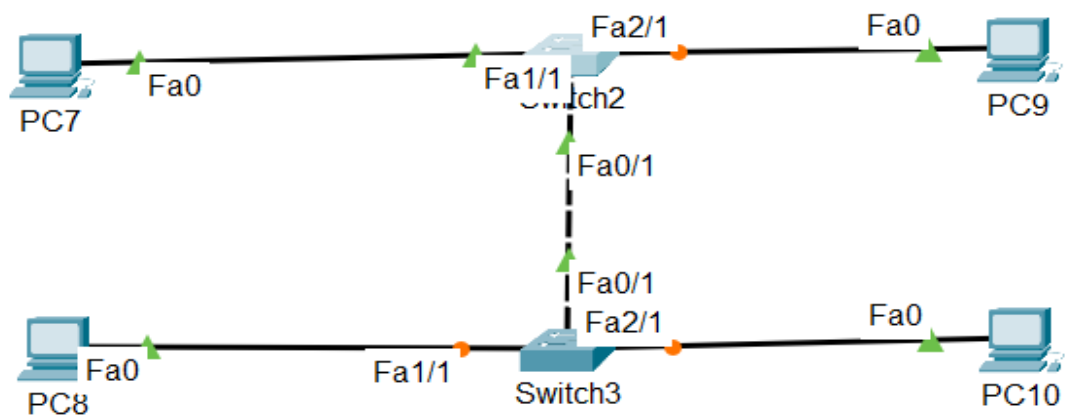 Fa2/1
Fa0
Fa0
Fa1/1
Switch2
PC7
PC9
Fa0/1
Fa0/1
Fa2/1
Fa0
Fa0
Fa1/1
Switch3
PC8
PC10